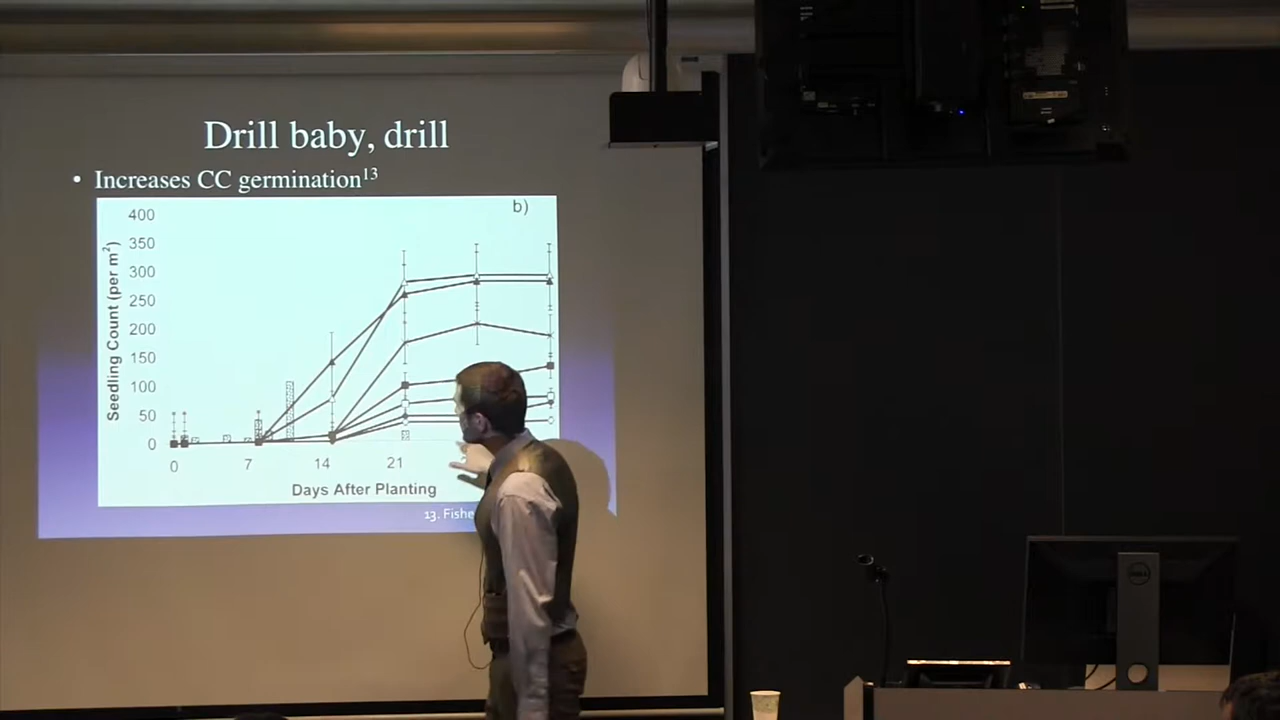 Drill baby, drill
• Increases CC germination¹³
b)
400
350
300
250
200
150
100
50
0
Seedling Count (per m²)
0 7 14 21
Days After Planting
13. Fishe
DELL